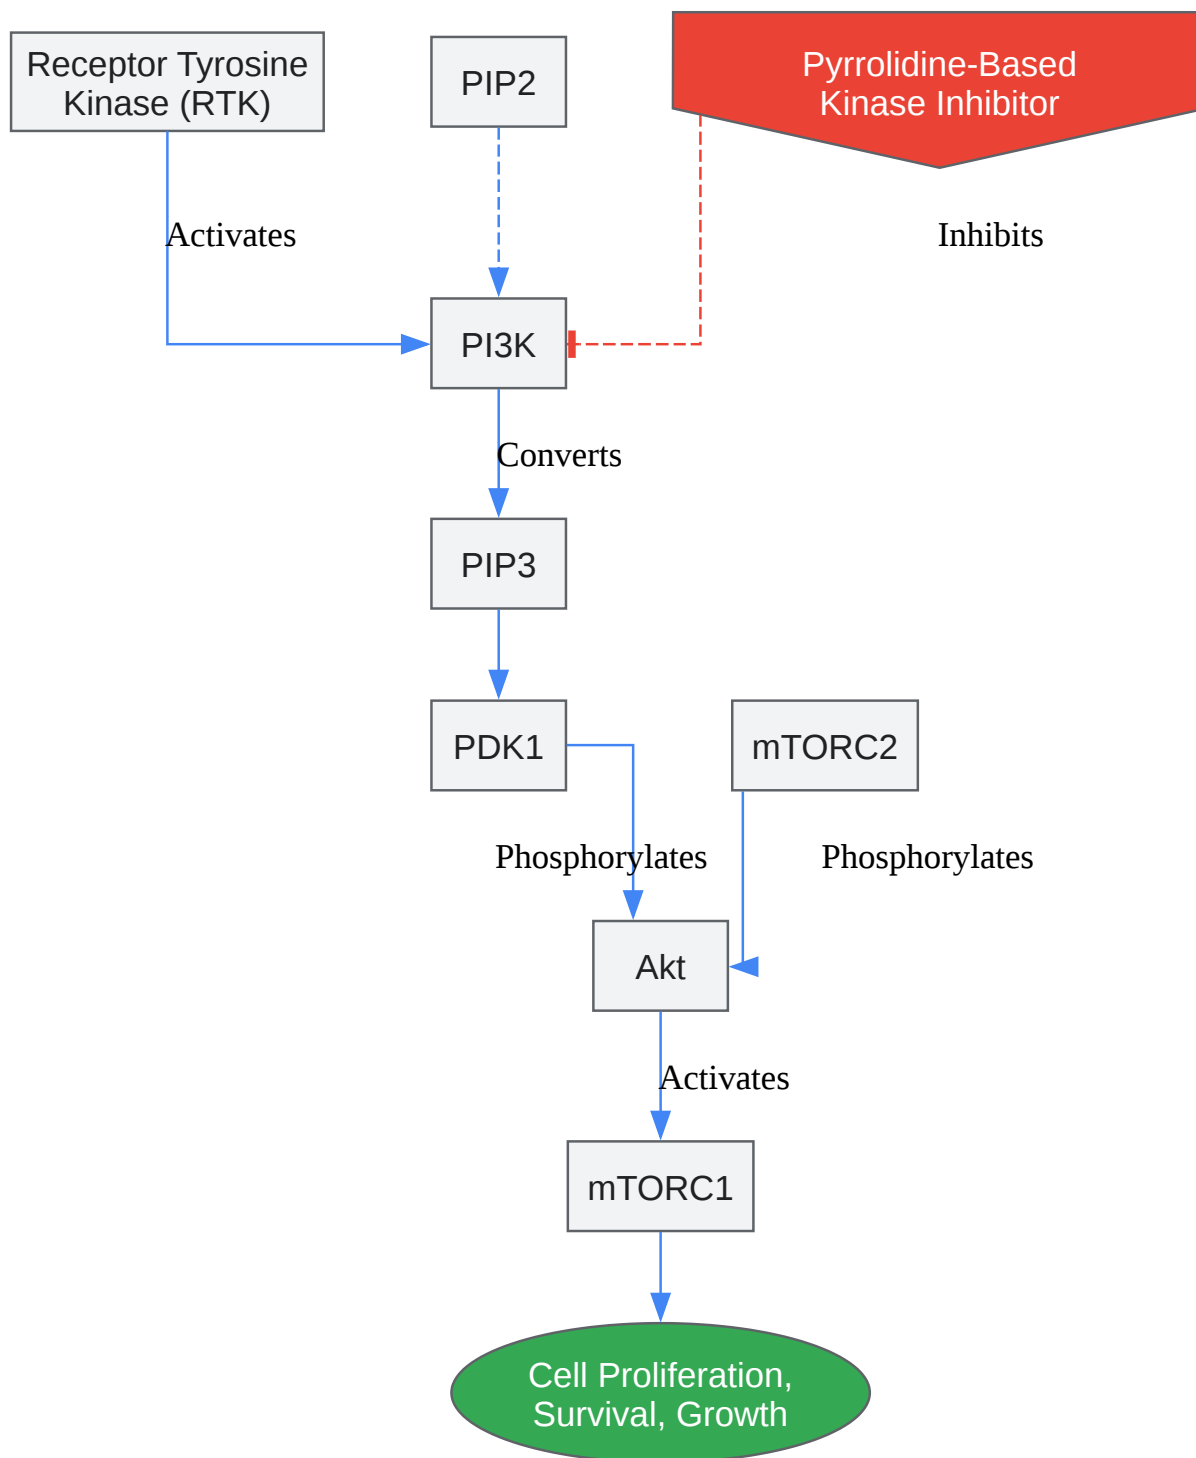 Receptor Tyrosine
Kinase (RTK)
PIP2
Pyrrolidine-Based
Kinase Inhibitor
Activates
Inhibits
PI3K
Converts
PIP3
PDK1
mTORC2
Phosphorylates
Phosphorylates
Akt
Activates
mTORC1
Cell Proliferation,
Survival, Growth